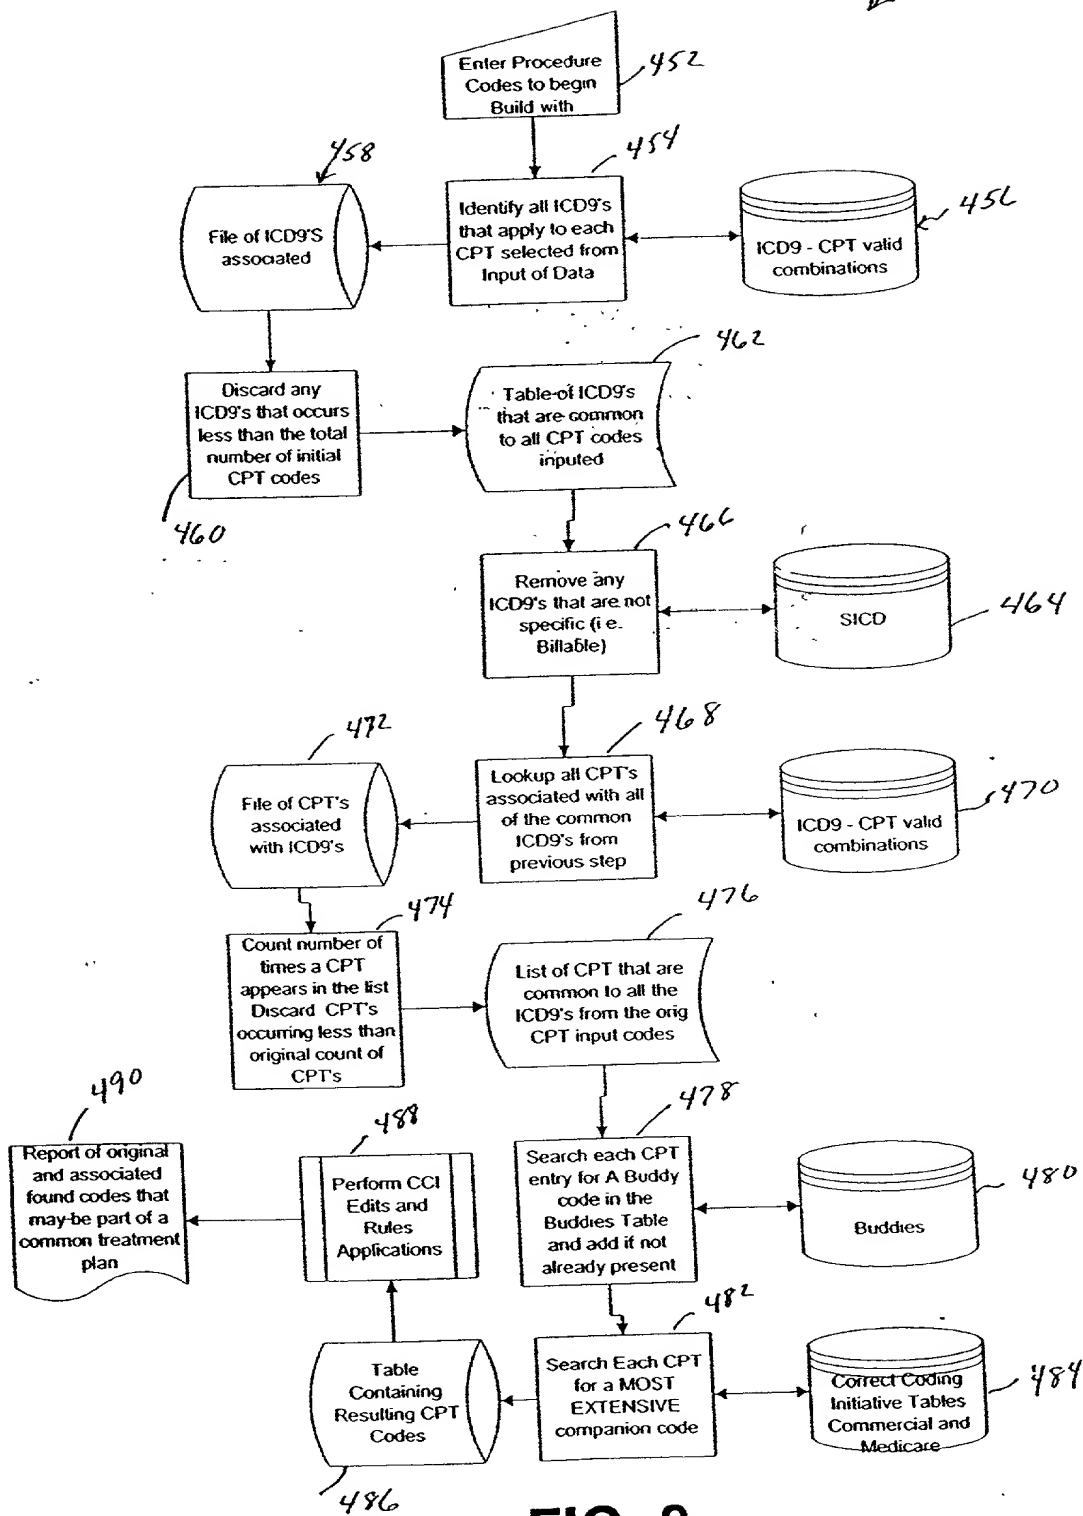 Enter Procedure
Codes to begin
Build with
452
454
458
Identify all ICD9's
that apply to each
CPT selected from
Input of Data
File of ICD9'S
associated
ICD9 - CPT valid
combinations
456
462
Discard any
ICD9's that occurs
less than the total
number of initial
CPT codes
460
Table of ICD9's
that are common
to all CPT codes
inputed
466
Remove any
ICD9's that are not
specific (i e.
Billable)
SICD
464
468
472
Lookup all CPT's
associated with all
of the common
ICD9's from
previous step
File of CPT's
associated
with ICD9's
ICD9 - CPT valid
combinations
470
474
476
Count number of
times a CPT
appears in the list
Discard CPT's
occurring less than
original count of
CPT's
List of CPT that are
common to all the
ICD9's from the orig
CPT input codes
478
490
488
Report of original
and associated
found codes that
may be part of a
common treatment
plan
Perform CCI
Edits and
Rules
Applications
Search each CPT
entry for A Buddy
code in the
Buddies Table
and add if not
already present
Buddies
480
482
Table
Containing
Resulting CPT
Codes
486
Search Each CPT
for a MOST
EXTENSIVE
companion code
Correct Coding
Initiative Tables
Commercial and
Medicare
484